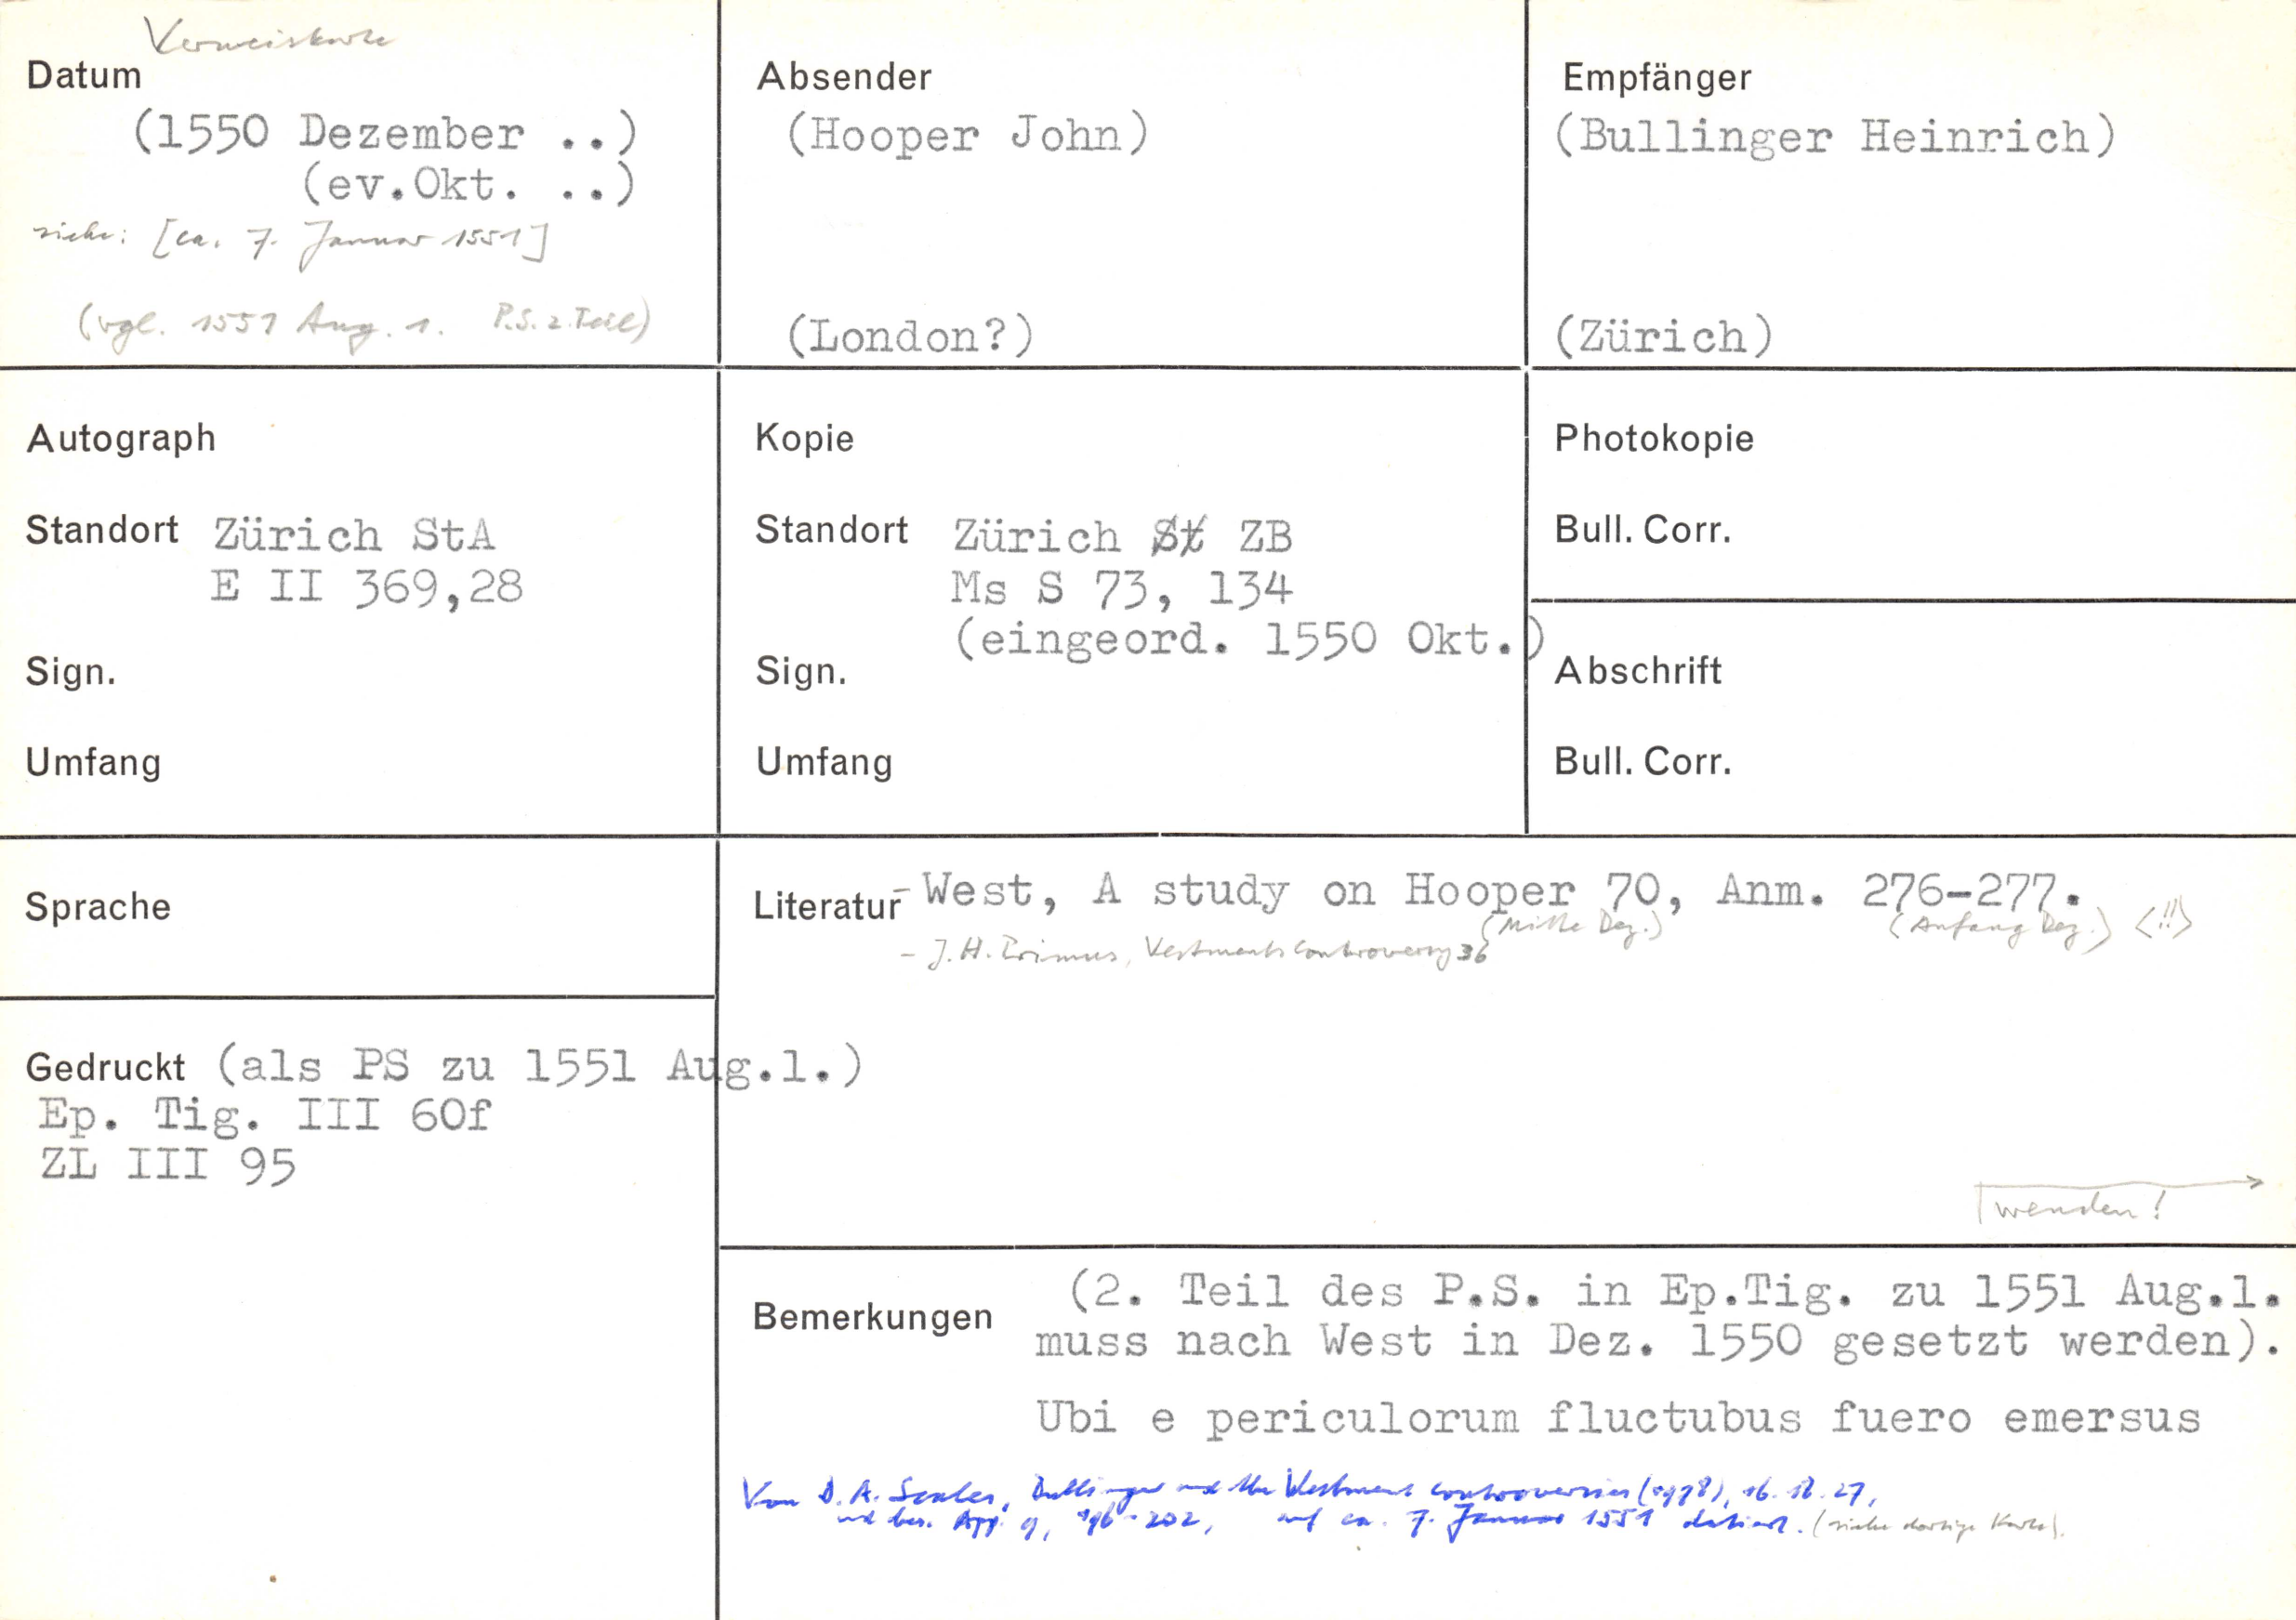 Verweiskarte
Datum
(1550 Dezember ..)
(ev.Okt. ..)
siehe: [ca. 7. Januar 1551]
(vgl. 1551 Aug. 1. P.S. 2. Teil)
Absender
(Hooper John)
(London?)
Empfänger
(Bullinger Heinrich)
(Zürich)
Autograph
Standort Zürich StA
E II 369,28
Sign.
Umfang
Kopie
Standort Zürich St ZB
Ms S 73, 134
(eingeord. 1550 Okt.)
Sign.
Umfang
Photokopie
Bull. Corr.
Abschrift
Bull. Corr.
Sprache
Literatur - West, A study on Hooper 70, Anm. 276-277.
(Mitte Dez.) (Anfang Dez.) <!!>
- J. H. Primus, Vestments Controversy 36
wenden!
Gedruckt (als PS zu 1551 Aug.1.)
Ep. Tig. III 60f
ZL III 95
Bemerkungen (2. Teil des P.S. in Ep.Tig. zu 1551 Aug.1.
muss nach West in Dez. 1550 gesetzt werden).
Ubi e periculorum fluctubus fuero emersus
Von D. A. Scales, Bullinger and the Vestment controversies 16. 18. 27,
und bes. App. 202, auf ca. 7. Januar 1551 datiert. (siehe dortige Karte).